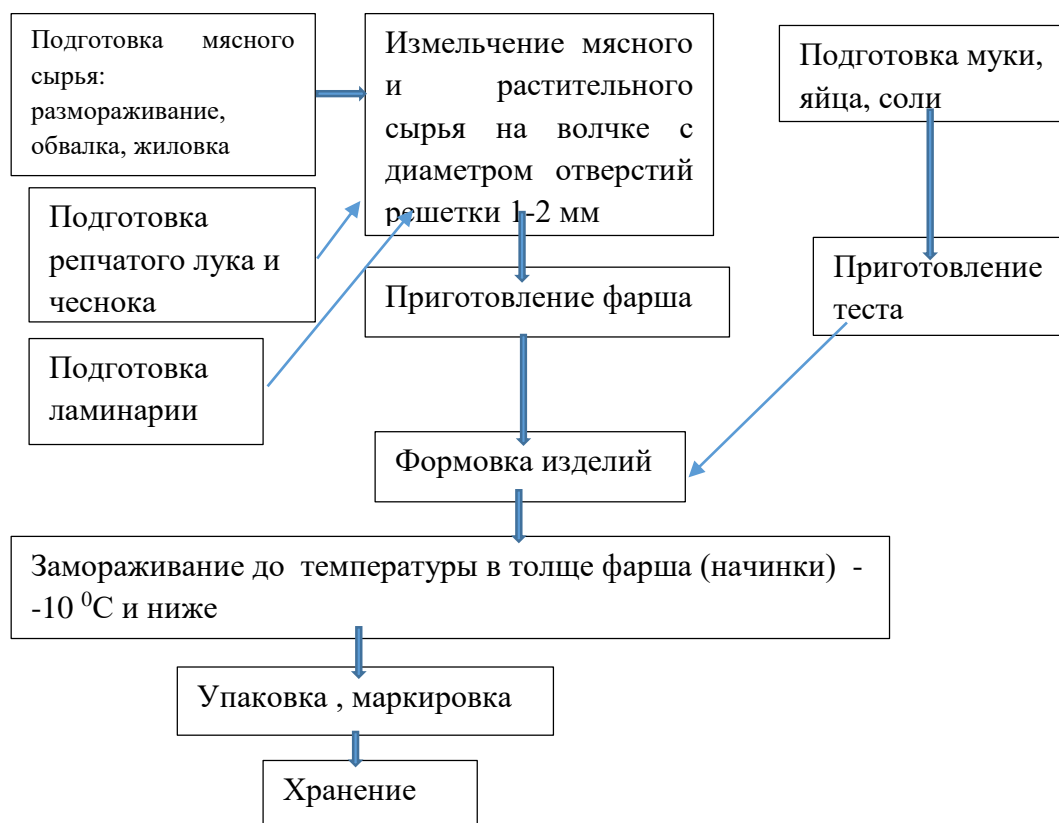 Подготовка мясного
сырья:
размораживание,
обвалка, жиловка
Измельчение мясного
и растительного
сырья на волчке с
диаметром отверстий
решетки 1-2 мм
Подготовка муки,
яйца, соли
Подготовка
репчатого лука и
чеснока
Приготовление
теста
Приготовление фарша
Подготовка
ламинарии
Формовка изделий
Замораживание до температуры в толще фарша (начинки) -
-10 ⁰С и ниже
Упаковка , маркировка
Хранение